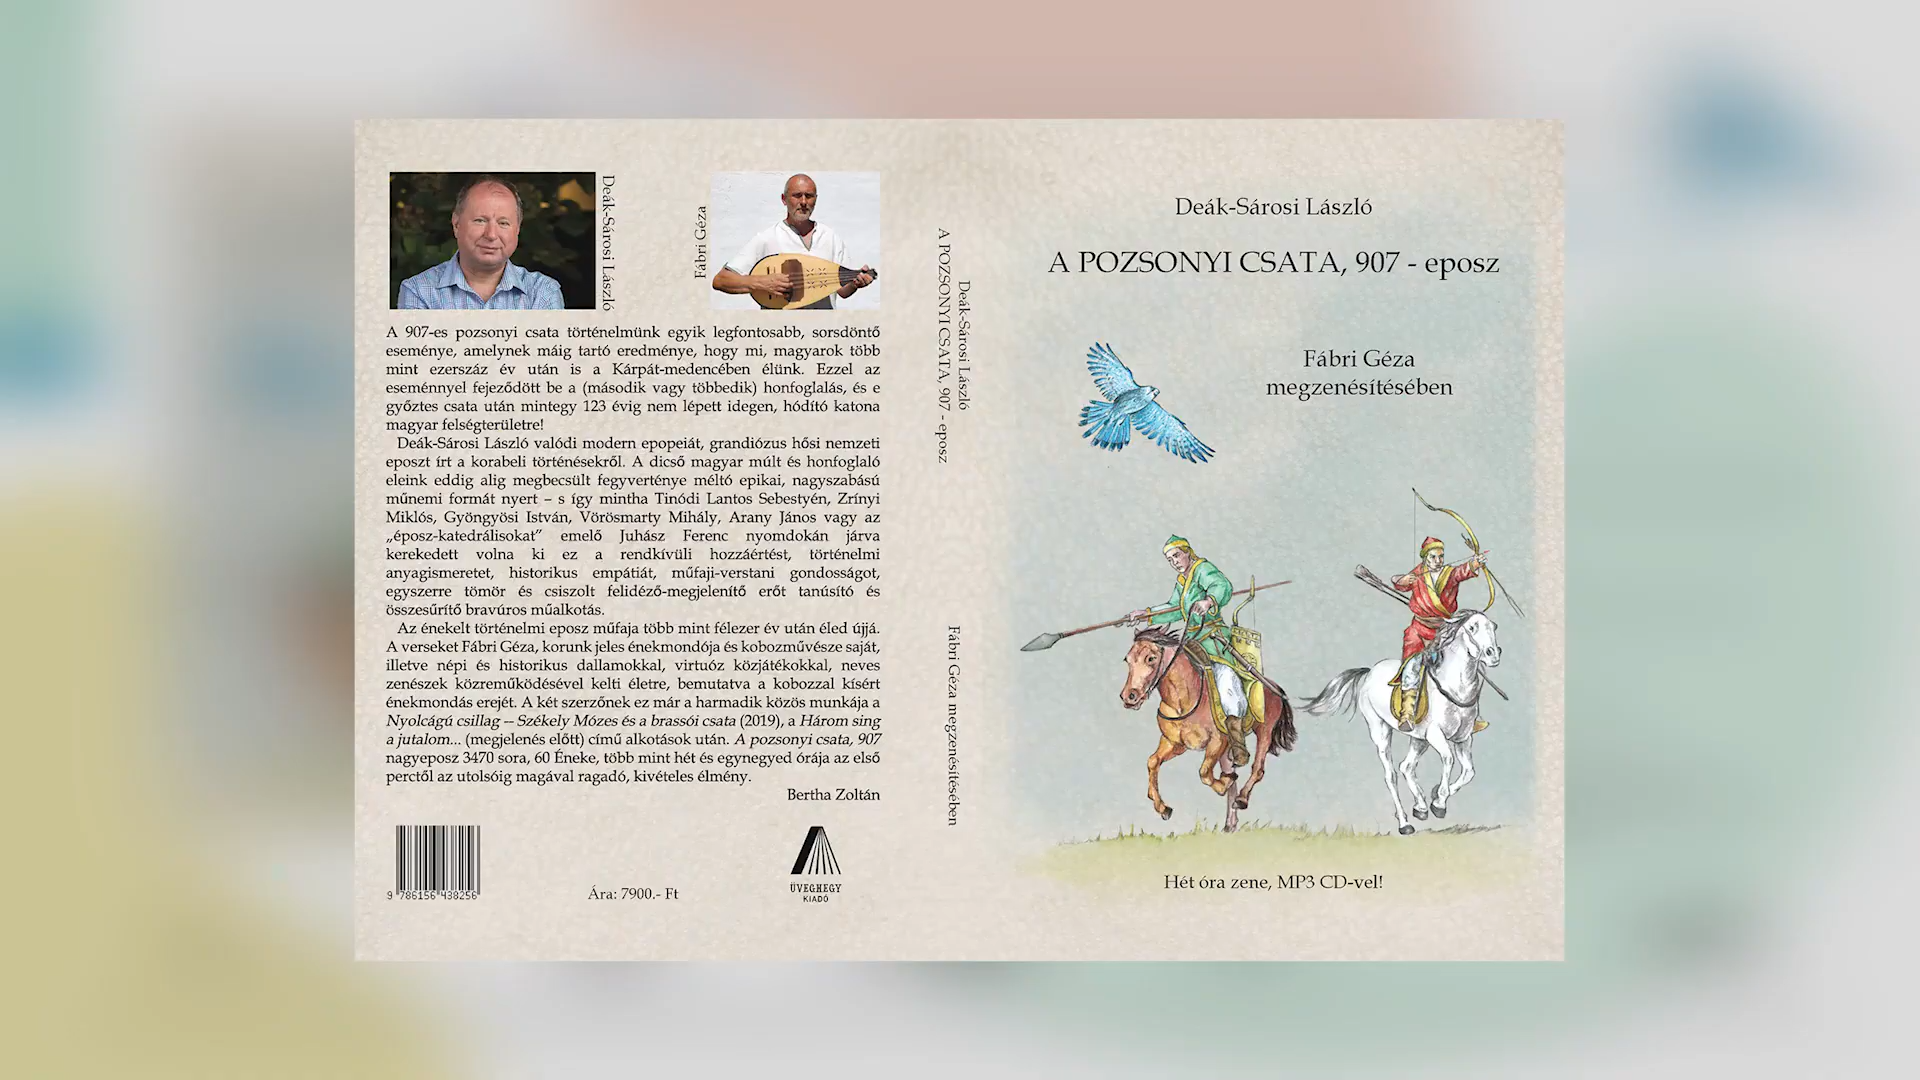 Deák-Sárosi László
Fábri Géza
A 907-es pozsonyi csata történelmünk egyik legfontosabb, sorsdöntő
eseménye, amelynek máig tartó eredménye, hogy mi, magyarok több
mint ezerszáz év után is a Kárpát-medencében élünk. Ezzel az
eseménnyel fejeződött be a (második vagy többedik) honfoglalás, és e
győztes csata után mintegy 123 évig nem lépett idegen, hódító katona
magyar felségterületre!
Deák-Sárosi László valódi modern epopeiát, grandiózus hősi nemzeti
eposzt írt a korabeli történésekről. A dicső magyar múlt és honfoglaló
eleink eddig alig megbecsült fegyverténye méltó epikai, nagyszabású
műnemi formát nyert – s így mintha Tinódi Lantos Sebestyén, Zrínyi
Miklós, Gyöngyösi István, Vörösmarty Mihály, Arany János vagy az
„éposz-katedrálisokat” emelő Juhász Ferenc nyomdokán járva
kerekedett volna ki ez a rendkívüli hozzáértést, történelmi
anyagismeretet, historikus empátiát, műfaji-verstani gondosságot,
egyszerre tömör és csiszolt felidéző-megjelenítő erőt tanúsító és
összesűrítő bravúros műalkotás.
Az énekelt történelmi eposz műfaja több mint félezer év után éled újjá.
A verseket Fábri Géza, korunk jeles énekmondója és kobozművésze saját,
illetve népi és historikus dallamokkal, virtuóz közjátékokkal, neves
zenészek közreműködésével kelti életre, bemutatva a kobozzal kísért
énekmondás erejét. A két szerzőnek ez már a harmadik közös munkája a
Nyolcágú csillag -- Székely Mózes és a brassói csata (2019), a Három sing
a jutalom... (megjelenés előtt) című alkotások után. A pozsonyi csata, 907
nagyeposz 3470 sora, 60 Éneke, több mint hét és egynegyed órája az első
perctől az utolsóig magával ragadó, kivételes élmény.
Bertha Zoltán
9 786156 438256
Ára: 7900.- Ft
ÜVEGHEGY
KIADÓ
Deák-Sárosi László
A POZSONYI CSATA, 907 - eposz
Fábri Géza megzenésítésében
Deák-Sárosi László
A POZSONYI CSATA, 907 - eposz
Fábri Géza
megzenésítésében
Hét óra zene, MP3 CD-vel!